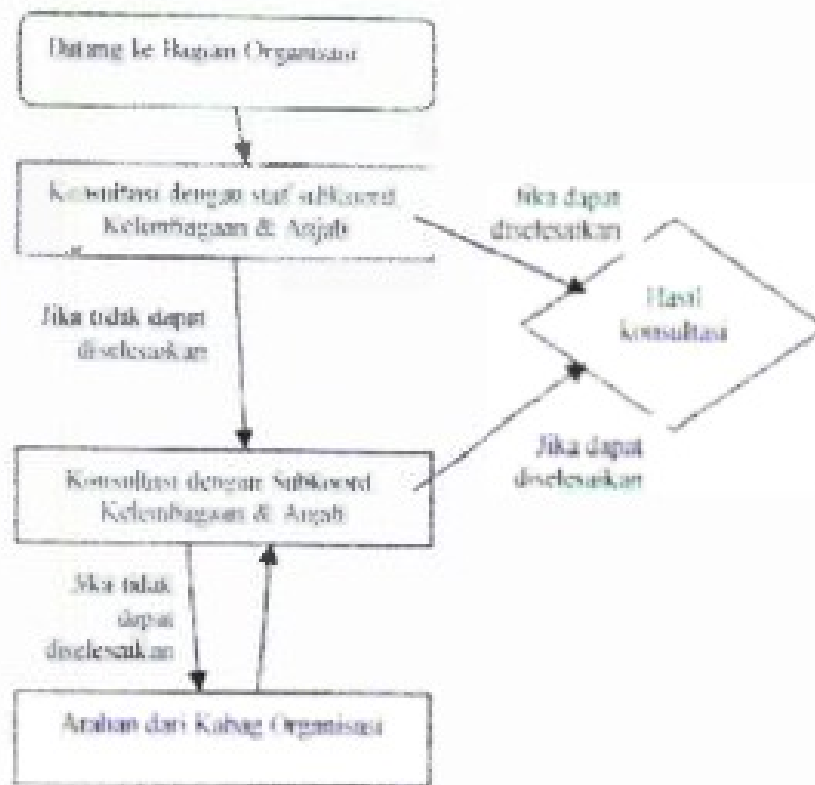 Datang ke Bagian Organisasi
Konsultasi dengan staf subkoord
Kelembagaan & Anjab
Jika dapat
diselesaikan
Hasil
konsultasi
Jika tidak dapat
diselesaikan
Jika dapat
diselesaikan
Konsultasi dengan Subkoord
Kelembagaan & Anjab
Jika tidak
dapat
diselesaikan
Arahan dari Kabag Organisasi